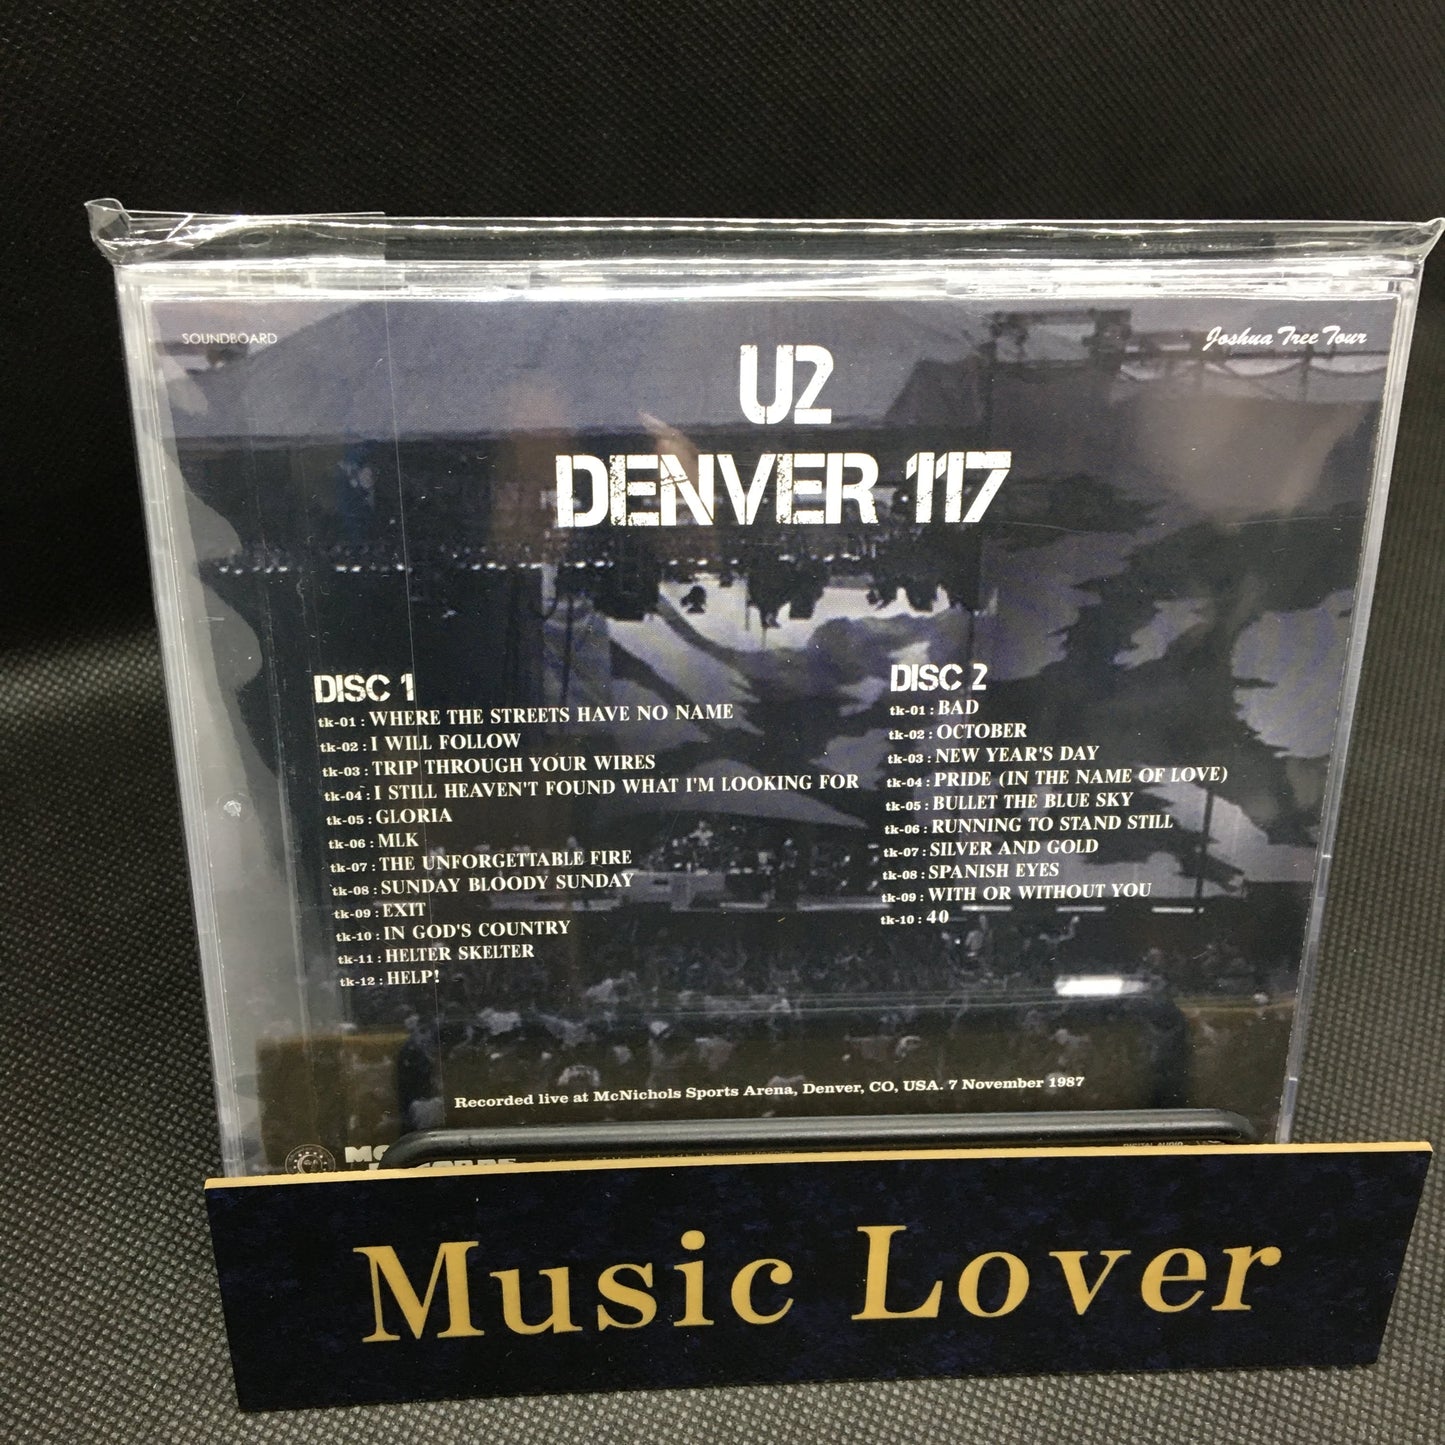 SOUNDBOARD
Joshua Tree Tour
U2
DENVER 117
DISC 1
tk-01 : WHERE THE STREETS HAVE NO NAME
tk-02 : I WILL FOLLOW
tk-03 : TRIP THROUGH YOUR WIRES
tk-04 : I STILL HEAVEN'T FOUND WHAT I'M LOOKING FOR
tk-05 : GLORIA
tk-06 : MLK
tk-07 : THE UNFORGETTABLE FIRE
tk-08 : SUNDAY BLOODY SUNDAY
tk-09 : EXIT
tk-10 : IN GOD'S COUNTRY
tk-11 : HELTER SKELTER
tk-12 : HELP!
DISC 2
tk-01 : BAD
tk-02 : OCTOBER
tk-03 : NEW YEAR'S DAY
tk-04 : PRIDE (IN THE NAME OF LOVE)
tk-05 : BULLET THE BLUE SKY
tk-06 : RUNNING TO STAND STILL
tk-07 : SILVER AND GOLD
tk-08 : SPANISH EYES
tk-09 : WITH OR WITHOUT YOU
tk-10 : 40
Recorded live at McNichols Sports Arena, Denver, CO, USA. 7 November 1987
DIGITAL AUDIO
Music Lover